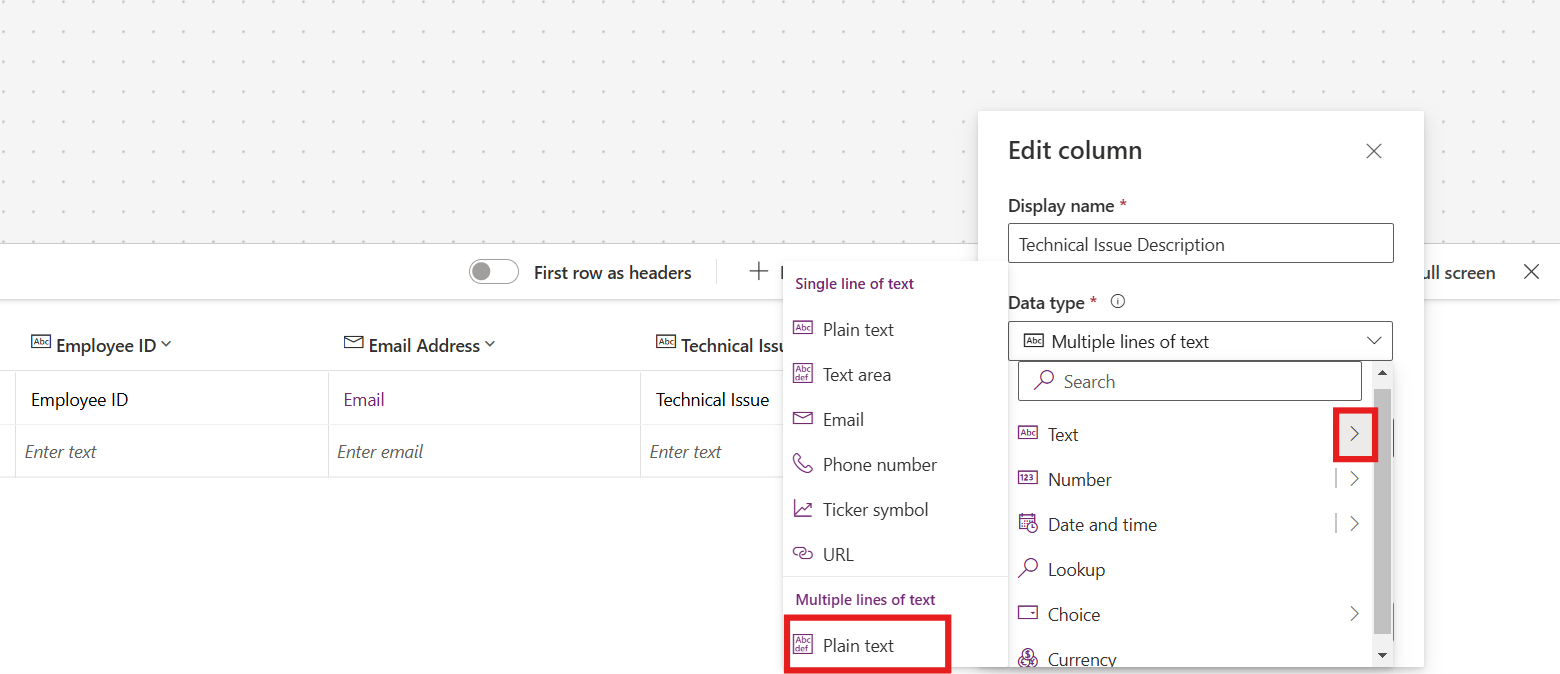 Edit column
Display name *
Technical Issue Description
First row as headers
ull screen
Single line of text
Plain text
Text area
Email
Phone number
Ticker symbol
URL
Multiple lines of text
Plain text
Data type *
Multiple lines of text
Search
Text
Number
Date and time
Lookup
Choice
Currency
Employee ID
Email Address
Technical Issu
Employee ID
Email
Technical Issue
Enter text
Enter email
Enter text